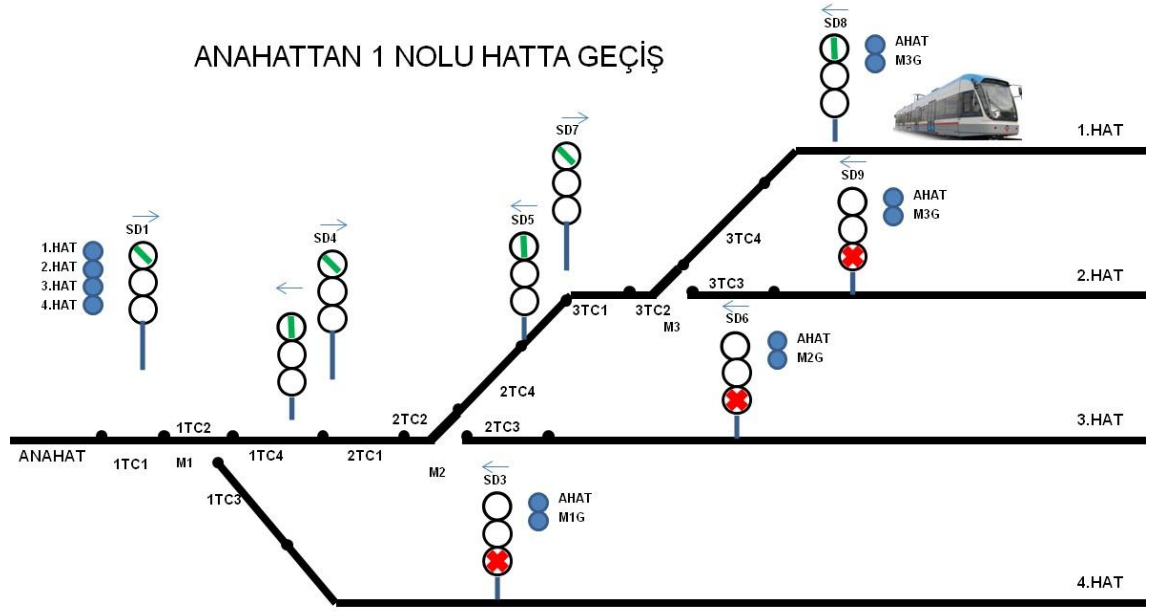 ANAHATTAN 1 NOLU HATTA GEÇİŞ
SD8
AHAT
M3G
1.HAT
SD7
SD9
AHAT
M3G
SD1
1.HAT
2.HAT
3.HAT
4.HAT
SD4
SD5
3TC4
2.HAT
3TC3
3TC1
3TC2
M3
SD6
AHAT
M2G
2TC4
1TC2
2TC2
2TC3
3.HAT
ANAHAT
1TC1
M1
1TC4
2TC1
M2
SD3
AHAT
M1G
1TC3
4.HAT